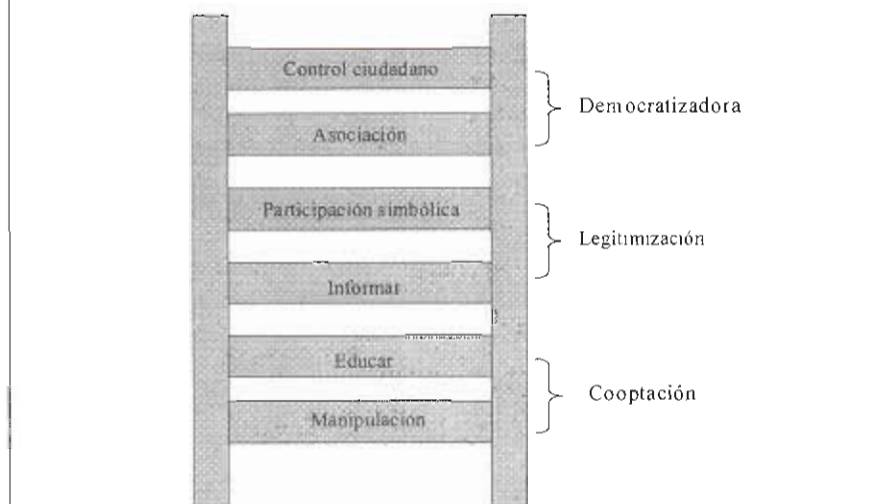 Control ciudadano
Democratizadora
Asociación
Participación simbólica
Legitimización
Informar
Educar
Cooptación
Manipulación